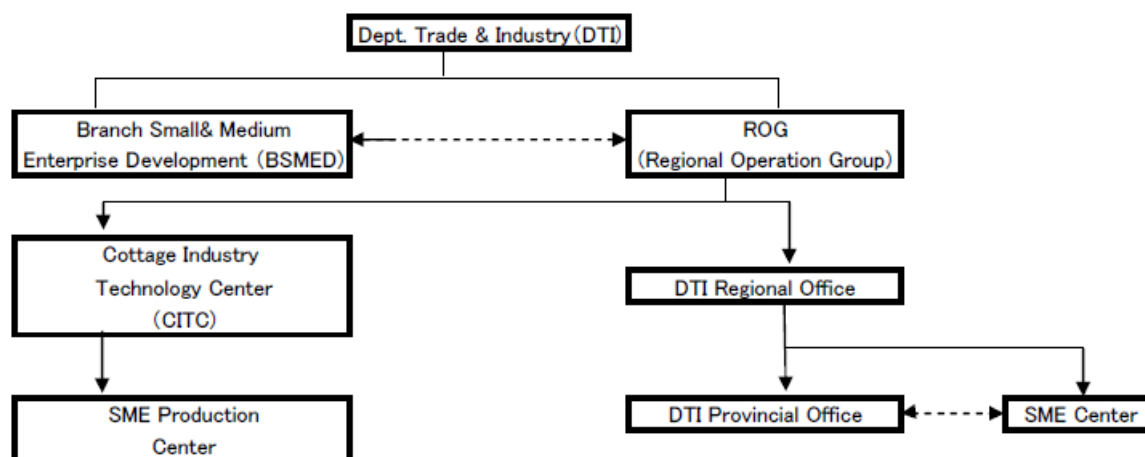 Dept. Trade & Industry(DTI)
Branch Small& Medium
Enterprise Development (BSMED)
ROG
(Regional Operation Group)
Cottage Industry
Technology Center
(CITC)
DTI Regional Office
SME Production
Center
DTI Provincial Office
SME Center